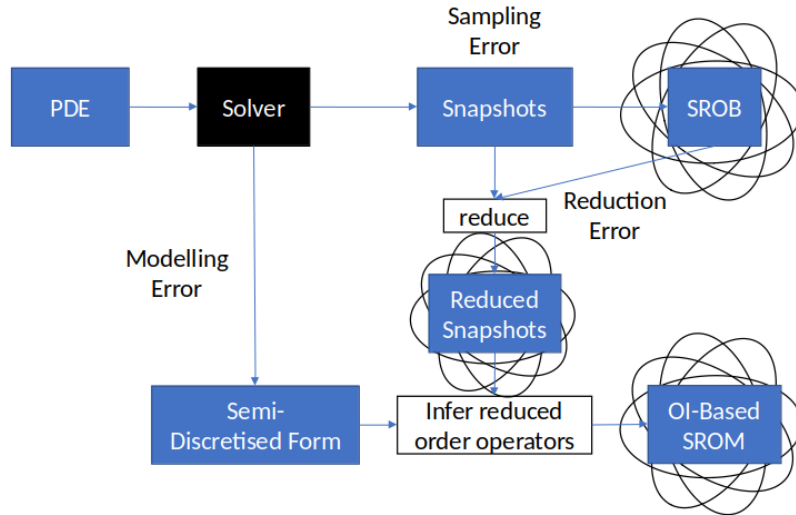 Sampling
Error
PDE
Solver
Snapshots
SROB
reduce
Reduction
Error
Modelling
Error
Reduced
Snapshots
Semi-
Discretised Form
Infer reduced
order operators
OI-Based
SROM